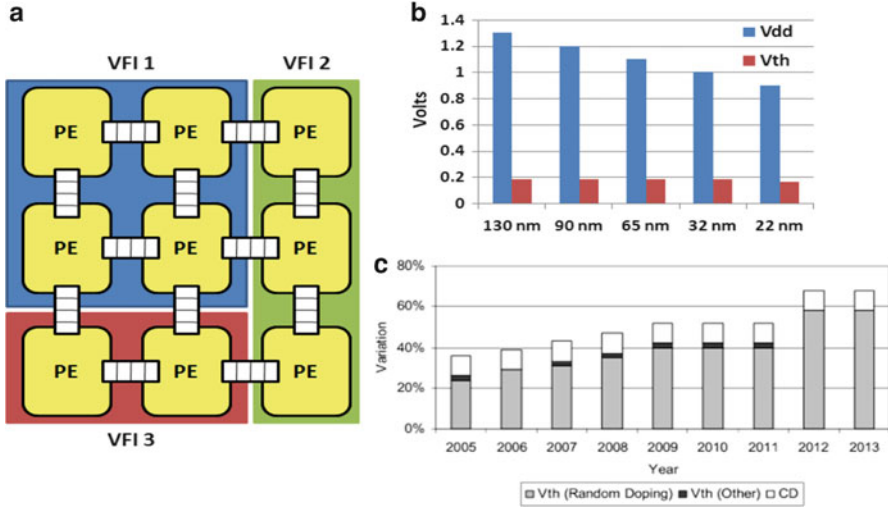 a
VFI 1 VFI 2
PE PE PE
PE PE PE
PE PE PE
VFI 3
b
1.4
1.2
1
0.8
0.6
0.4
0.2
0
Volts
Vdd
Vth
130 nm 90 nm 65 nm 32 nm 22 nm
c
80%
60%
40%
20%
0%
Variation
2005 2006 2007 2008 2009 2010 2011 2012 2013
Year
Vth (Random Doping) Vth (Other) CD